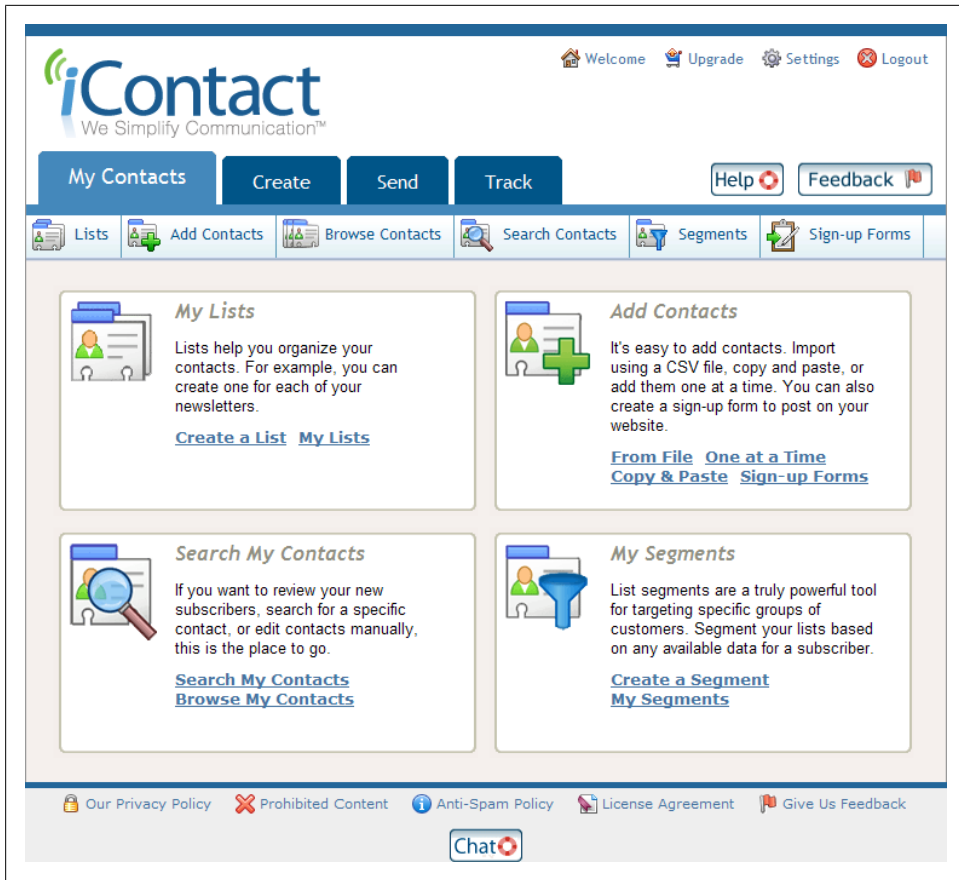 Welcome Upgrade Settings Logout
iContact
We Simplify Communication™
My Contacts Create Send Track Help Feedback
Lists Add Contacts Browse Contacts Search Contacts Segments Sign-up Forms
My Lists
Lists help you organize your
contacts. For example, you can
create one for each of your
newsletters.
Create a List My Lists
Add Contacts
It's easy to add contacts. Import
using a CSV file, copy and paste, or
add them one at a time. You can also
create a sign-up form to post on your
website.
From File One at a Time
Copy & Paste Sign-up Forms
Search My Contacts
If you want to review your new
subscribers, search for a specific
contact, or edit contacts manually,
this is the place to go.
Search My Contacts
Browse My Contacts
My Segments
List segments are a truly powerful tool
for targeting specific groups of
customers. Segment your lists based
on any available data for a subscriber.
Create a Segment
My Segments
Our Privacy Policy Prohibited Content Anti-Spam Policy License Agreement Give Us Feedback
Chat